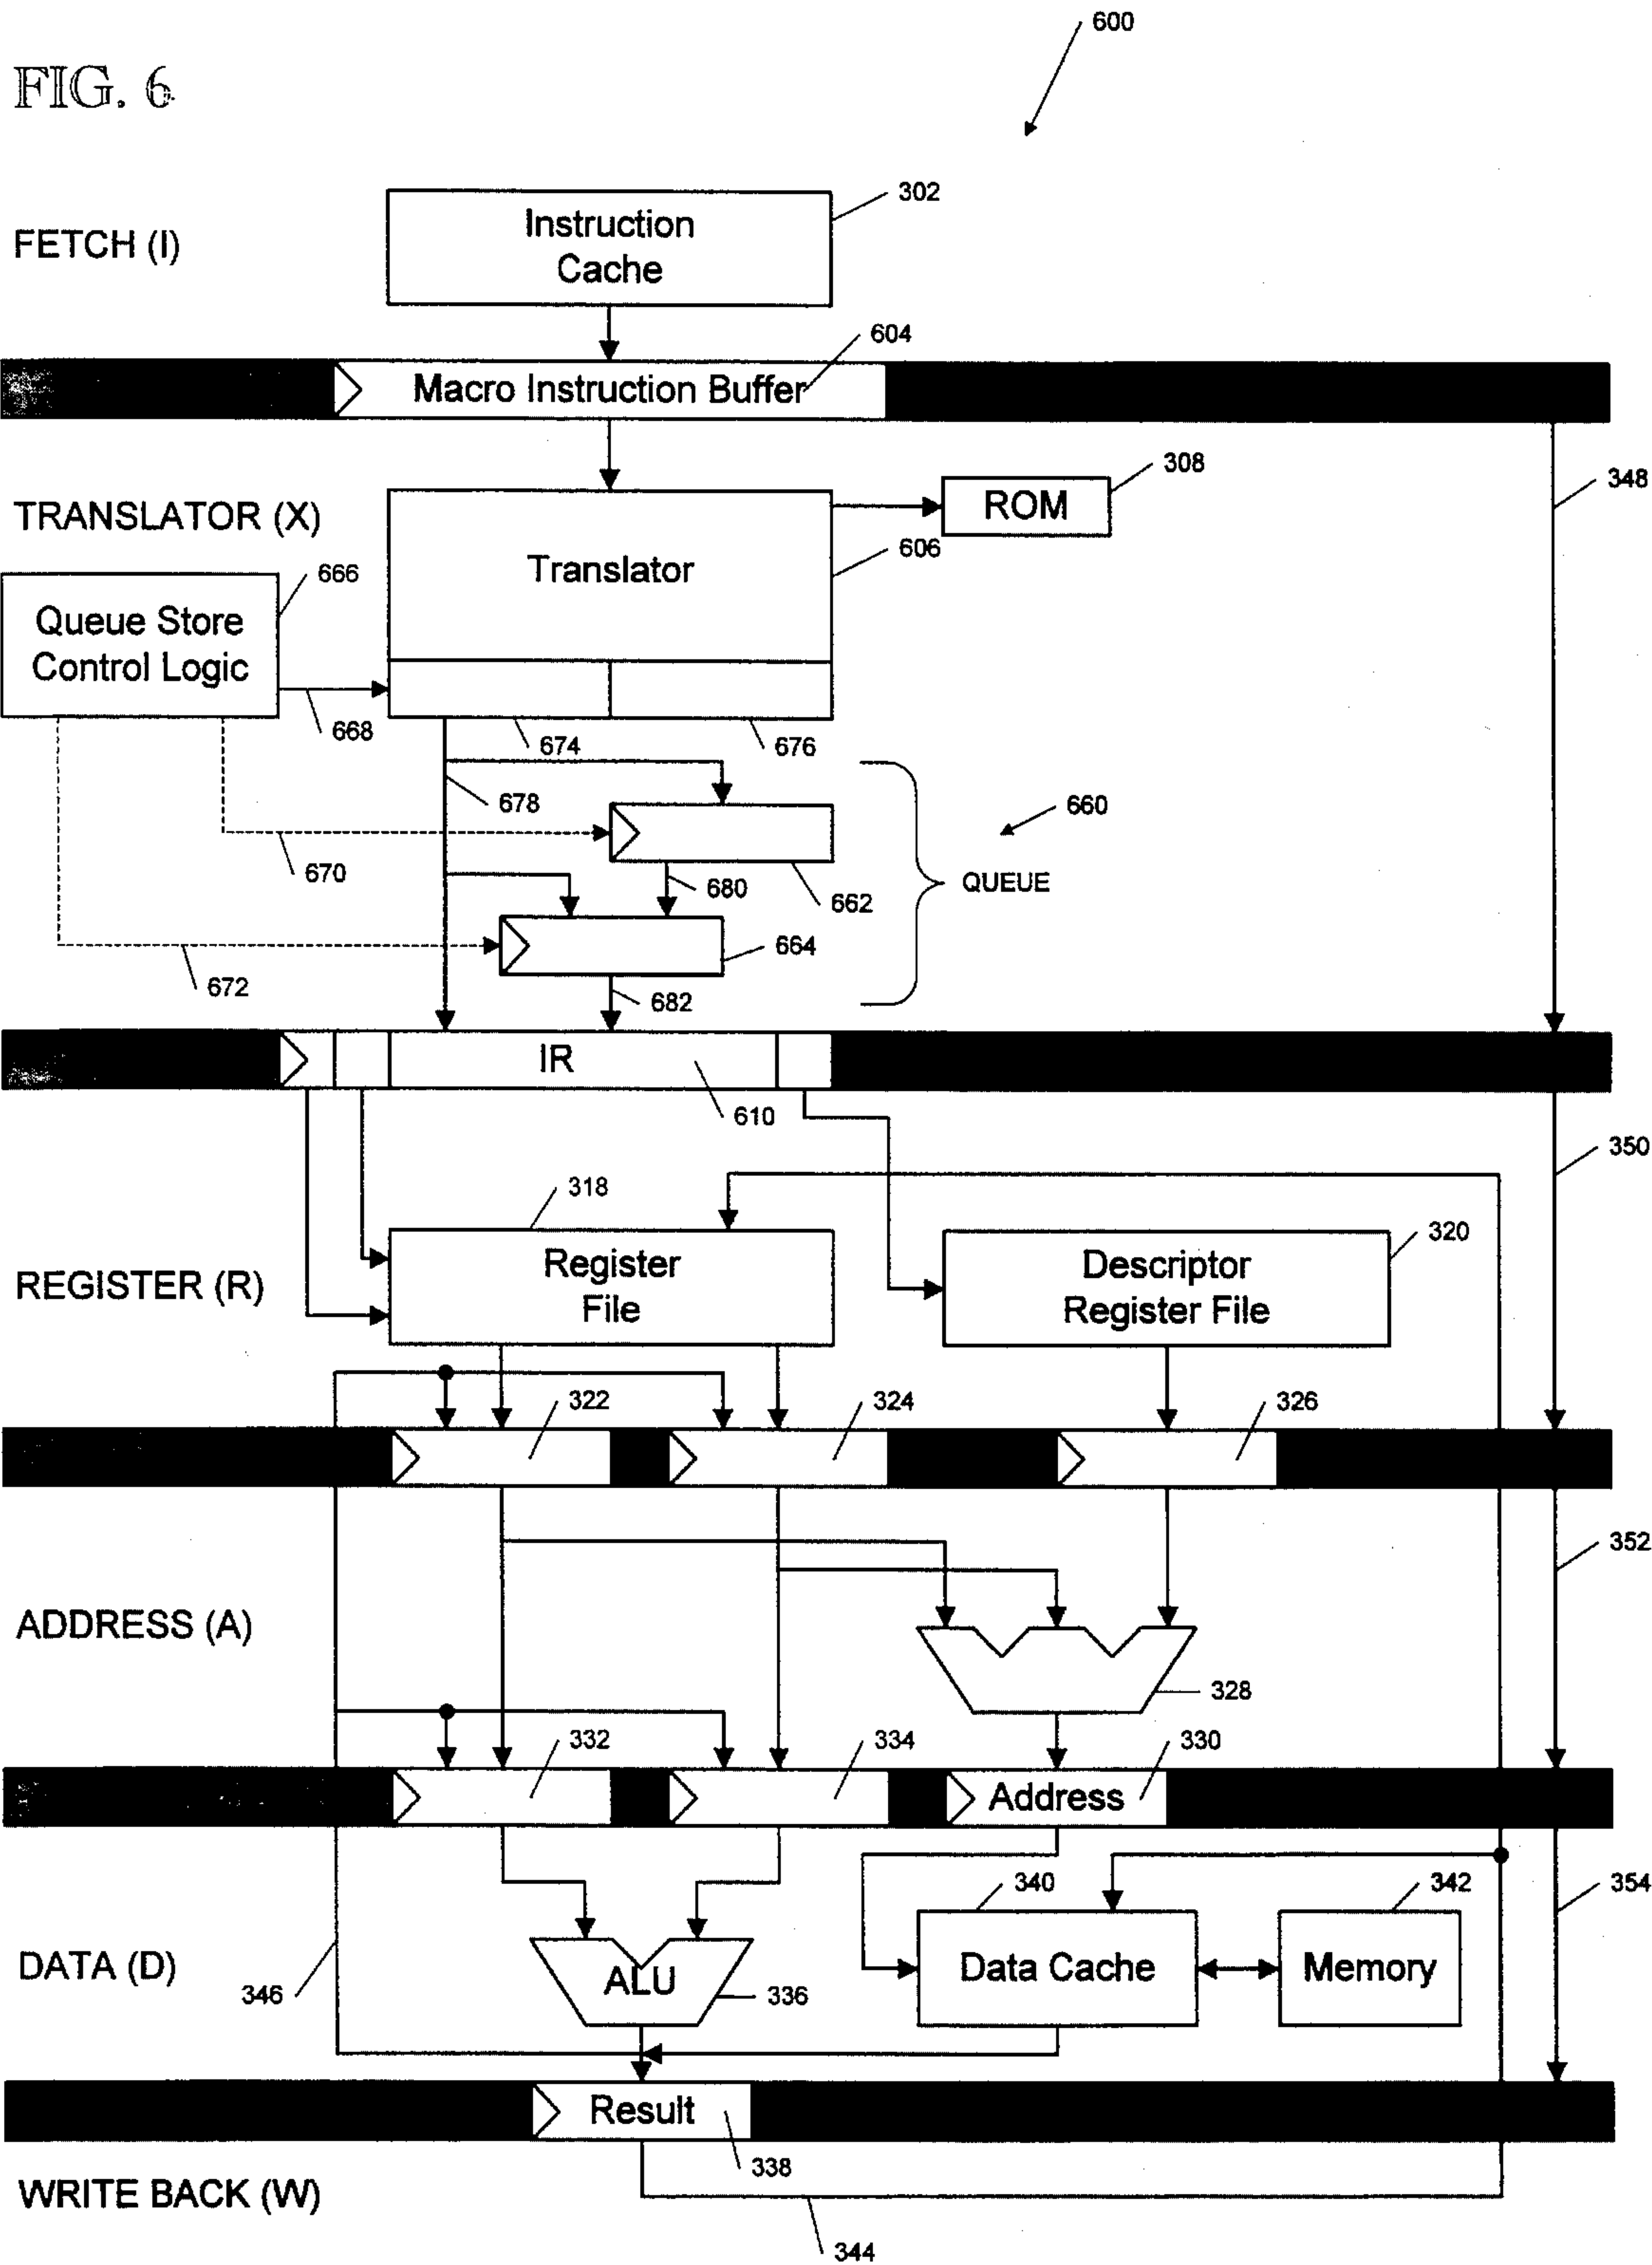 600
FIG. 6
302
Instruction
Cache
FETCH (I)
604
Macro Instruction Buffer
308
348
TRANSLATOR (X)
ROM
606
Translator
666
Queue Store
Control Logic
668
674
676
678
660
670
680
662
QUEUE
664
672
682
IR
610
350
318
320
Register
File
Descriptor
Register File
REGISTER (R)
322
324
326
352
ADDRESS (A)
328
332
334
330
Address
340
342
354
DATA (D)
346
ALU
336
Data Cache
Memory
Result
338
WRITE BACK (W)
344